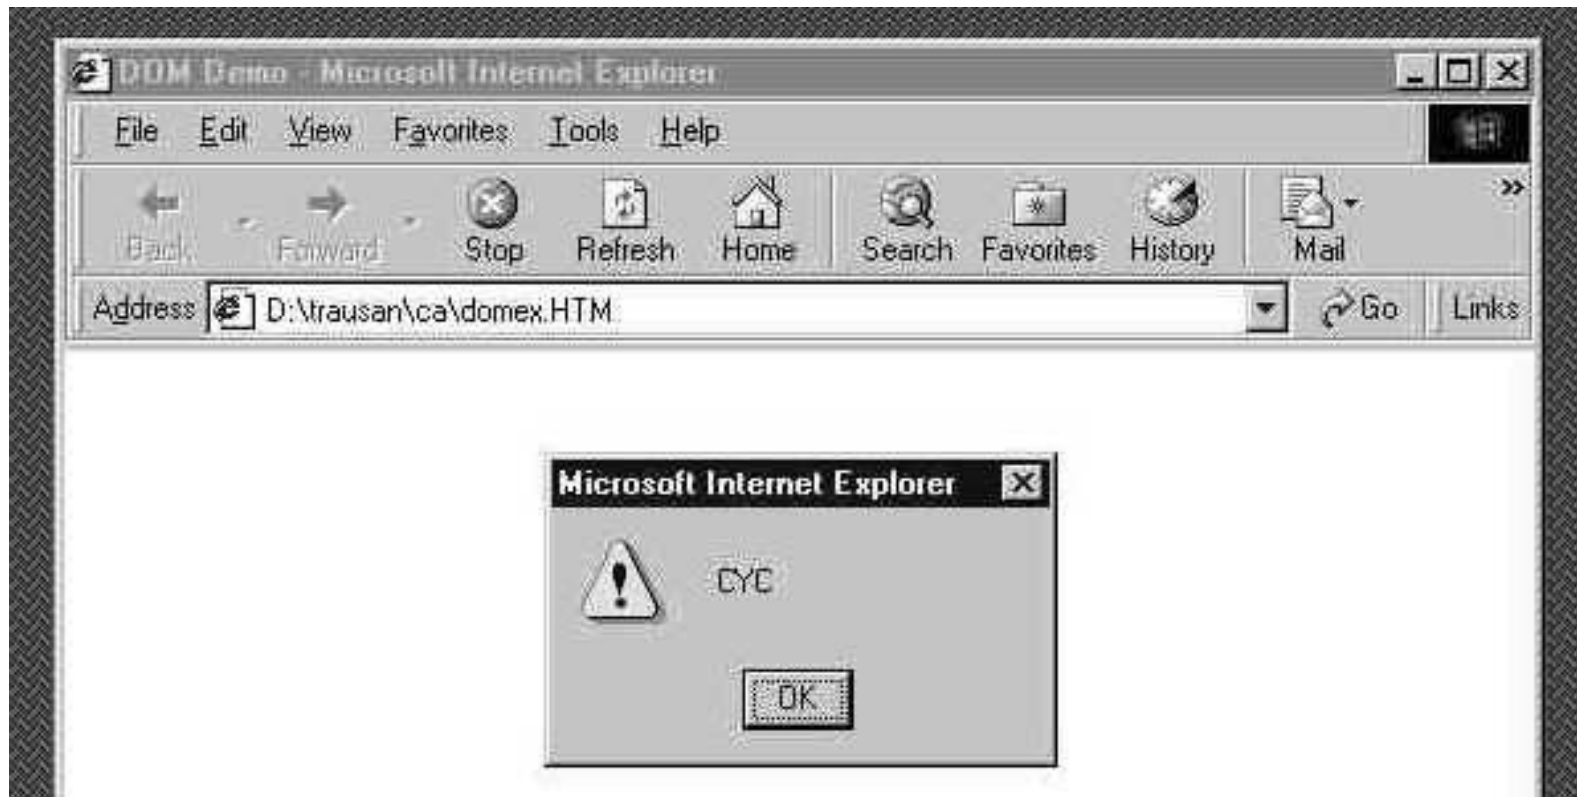 DOM Demo - Microsoft Internet Explorer
File Edit View Favorites Tools Help
Back Forward Stop Refresh Home Search Favorites History Mail »
Address D:\trausan\ca\domex.HTM Go Links
Microsoft Internet Explorer
CYC
OK